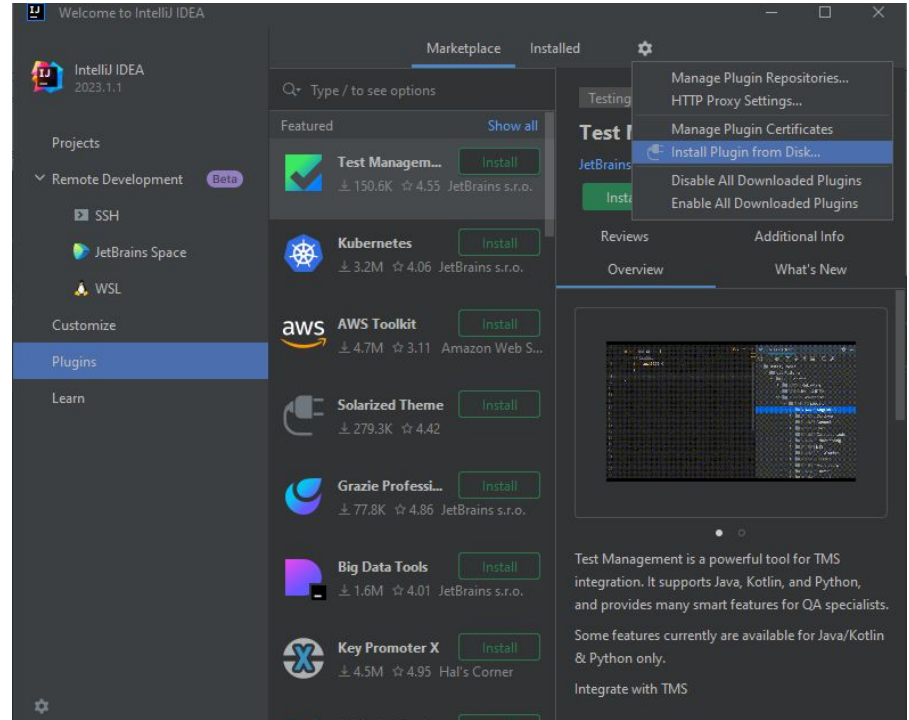 IJ Welcome to IntelliJ IDEA
IJ
IntelliJ IDEA
2023.1.1
Projects
Remote Development Beta
SSH
JetBrains Space
WSL
Customize
Plugins
Learn
Marketplace Installed
Type / to see options
Featured Show all
Test Managem... Install
150.6K 4.55 JetBrains s.r.o.
Kubernetes Install
3.2M 4.06 JetBrains s.r.o.
aws AWS Toolkit Install
4.7M 3.11 Amazon Web S...
Solarized Theme Install
279.3K 4.42
Grazie Professi... Install
77.8K 4.86 JetBrains s.r.o.
Big Data Tools Install
1.6M 4.01 JetBrains s.r.o.
Key Promoter X Install
4.5M 4.95 Hal's Corner
Manage Plugin Repositories...
HTTP Proxy Settings...
Manage Plugin Certificates
Install Plugin from Disk...
Disable All Downloaded Plugins
Enable All Downloaded Plugins
Testing
Test
JetBrains
Insta
Reviews Additional Info
Overview What's New
Test Management is a powerful tool for TMS
integration. It supports Java, Kotlin, and Python,
and provides many smart features for QA specialists.
Some features currently are available for Java/Kotlin
& Python only.
Integrate with TMS